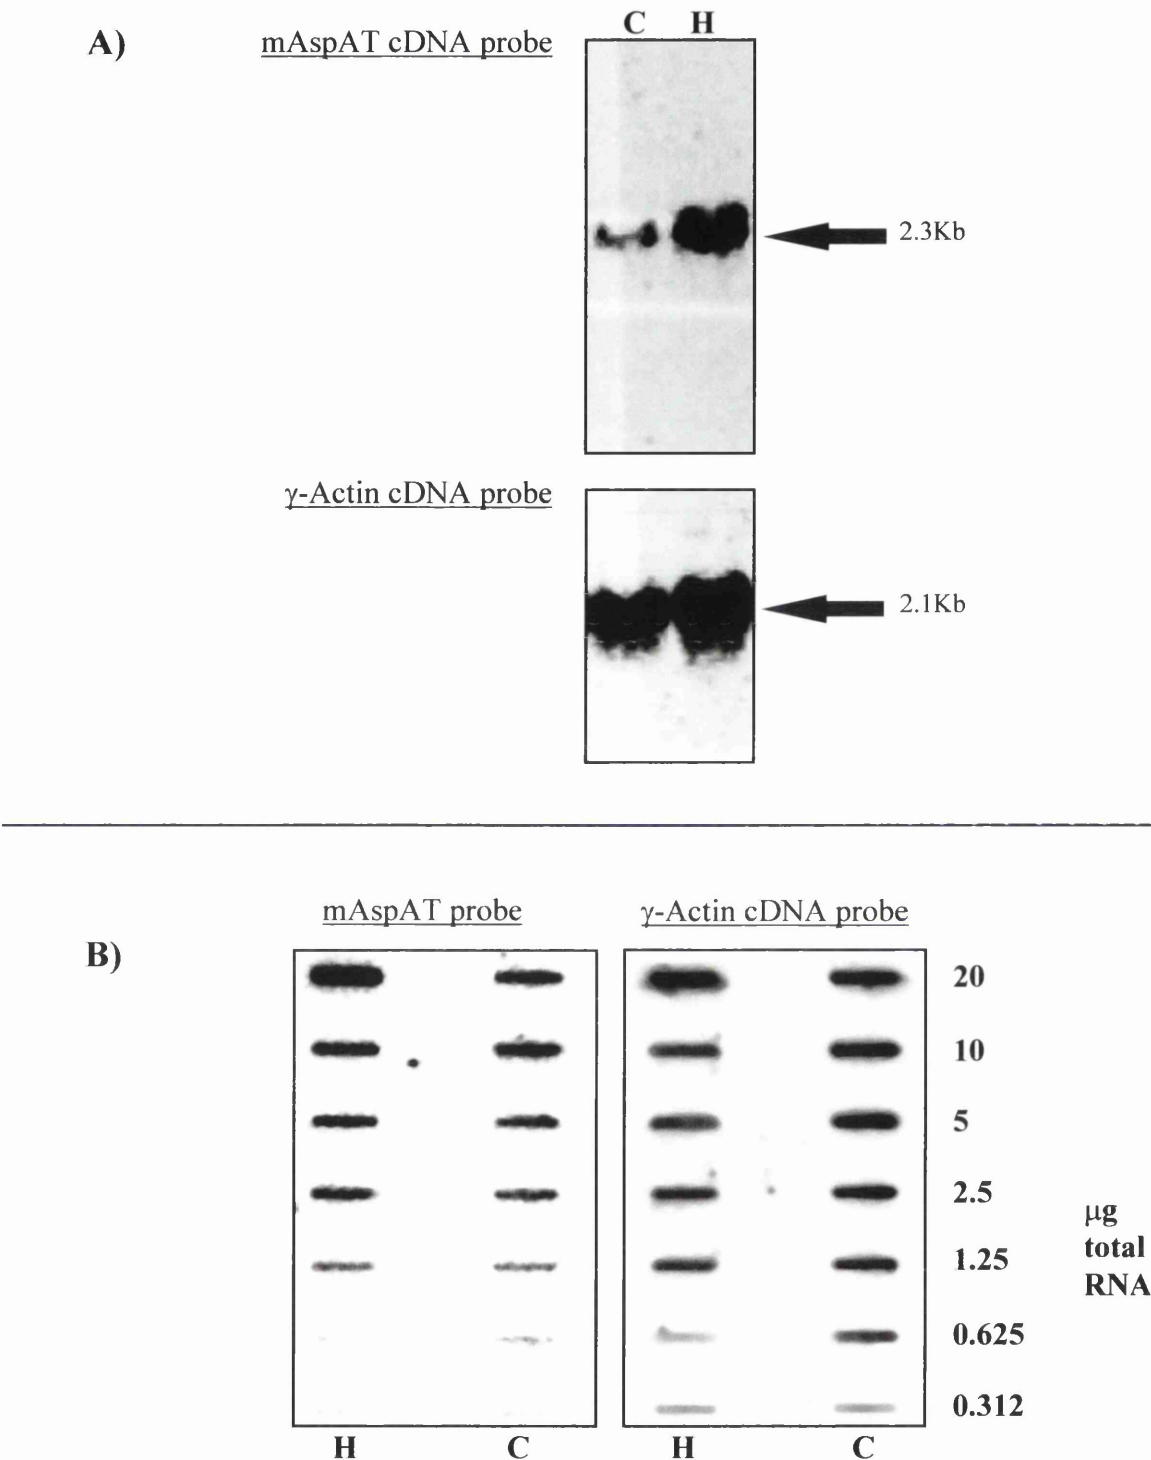 A)
mAspAT cDNA probe
C H
2.3Kb
γ-Actin cDNA probe
2.1Kb
B)
mAspAT probe
γ-Actin cDNA probe
20
10
5
2.5
1.25
0.625
0.312
µg
total
RNA
H C H C